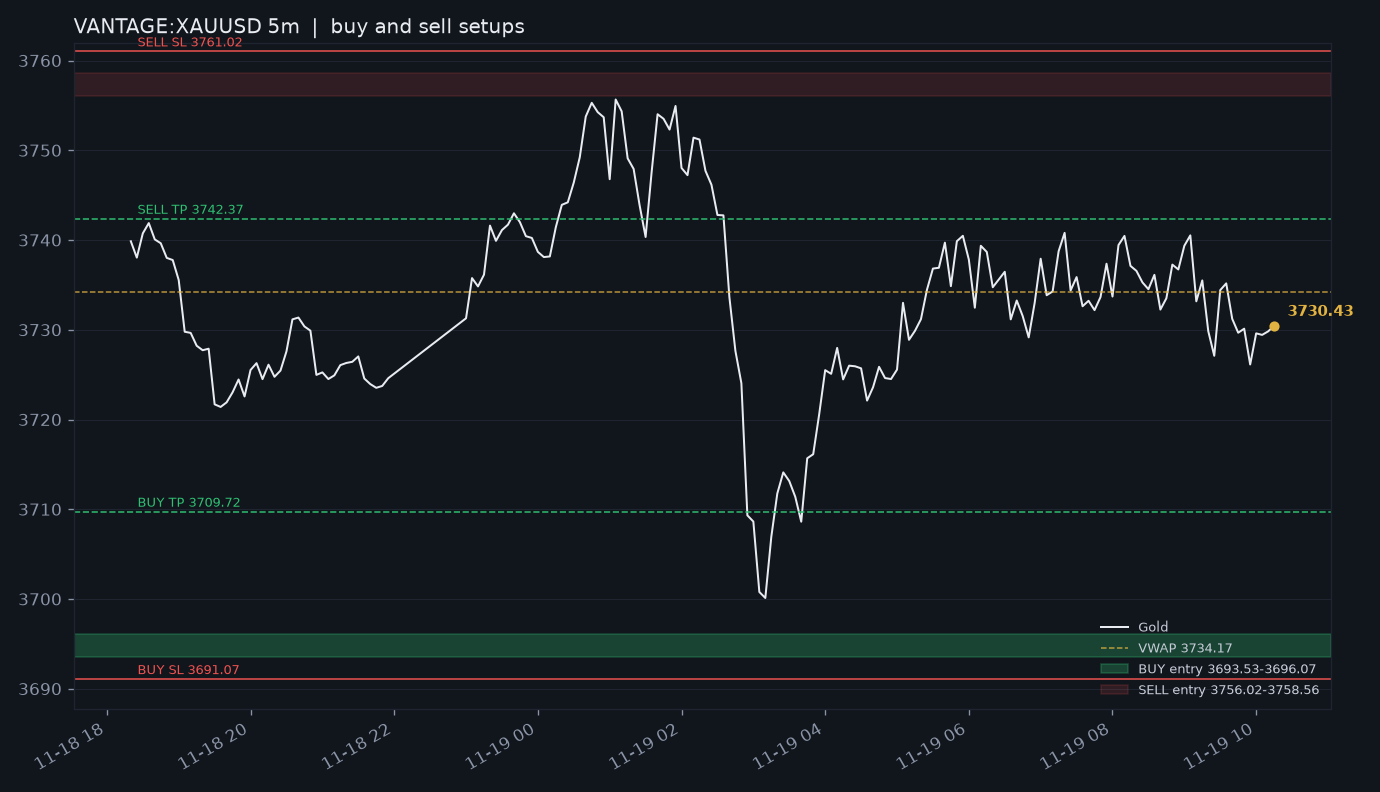 VANTAGE:XAUUSD 5m | buy and sell setups
SELL SL 3761.02
3760
3750
SELL TP 3742.37
3740
3730.43
3730
3720
BUY TP 3709.72
3710
3700
Gold
VWAP 3734.17
BUY SL 3691.07
BUY entry 3693.53-3696.07
3690
SELL entry 3756.02-3758.56
11-18 18
11-18 20
11-18 22
11-19 00
11-19 02
11-19 04
11-19 06
11-19 08
11-19 10